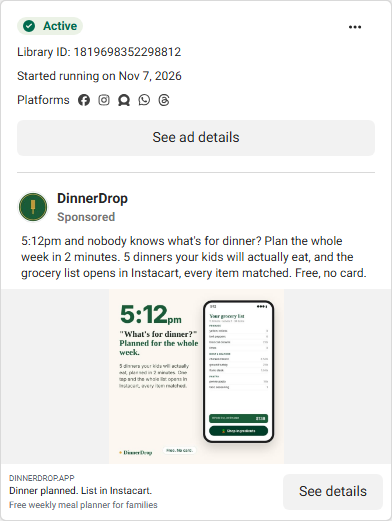 Active
Library ID: 1819698352298812
Started running on Nov 7, 2026
Platforms
See ad details
DinnerDrop
Sponsored
5:12pm and nobody knows what's for dinner? Plan the whole
week in 2 minutes. 5 dinners your kids will actually eat, and the
grocery list opens in Instacart, every item matched. Free, no card.
5:12pm
"What's for dinner?"
Planned for the whole
week.
5 dinners your kids will actually
eat, planned in 2 minutes. One
tap and the whole list opens in
Instacart, every item matched.
DinnerDrop
Free. No card.
Your grocery list
DINNERDROP.APP
Dinner planned. List in Instacart.
Free weekly meal planner for families
See details